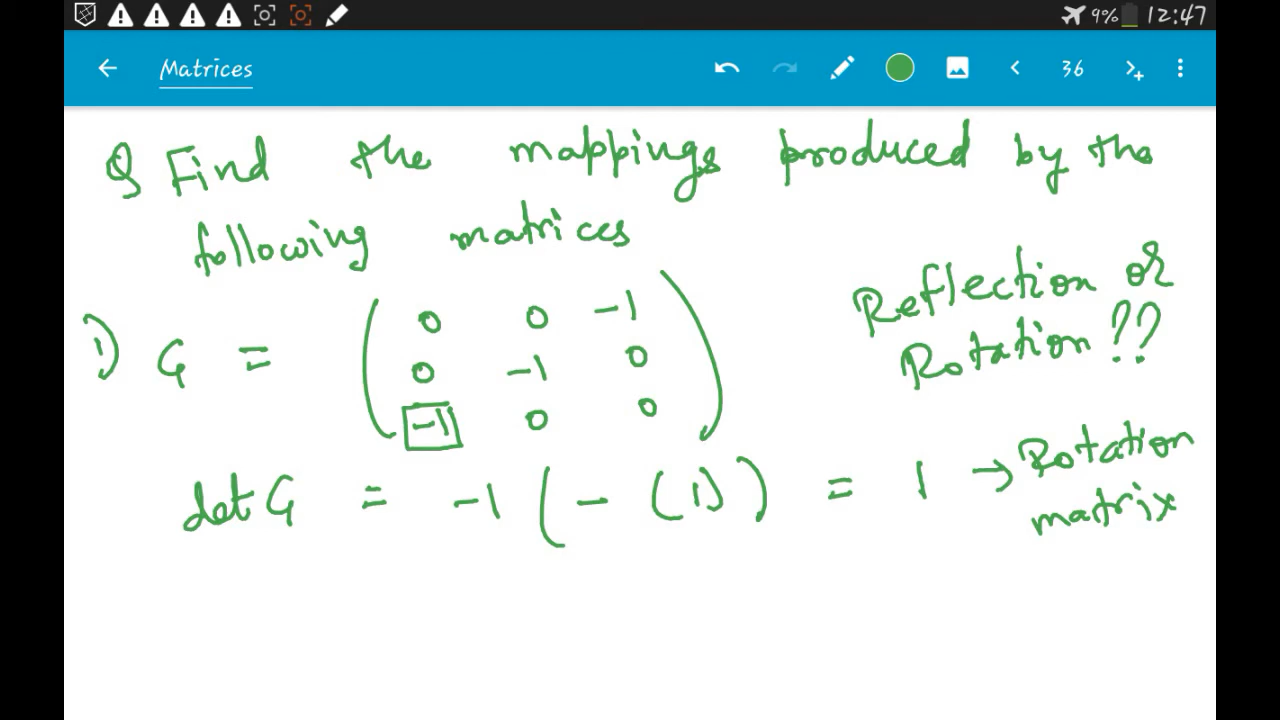 9% 12:47
Matrices
36
Q Find the mappings produced by the
following matrices
Reflection or
Rotation ??
1) G = ( 0 0 -1
0 -1 0
-1 0 0 )
det G = -1 ( - (1) ) = 1 → Rotation
matrix